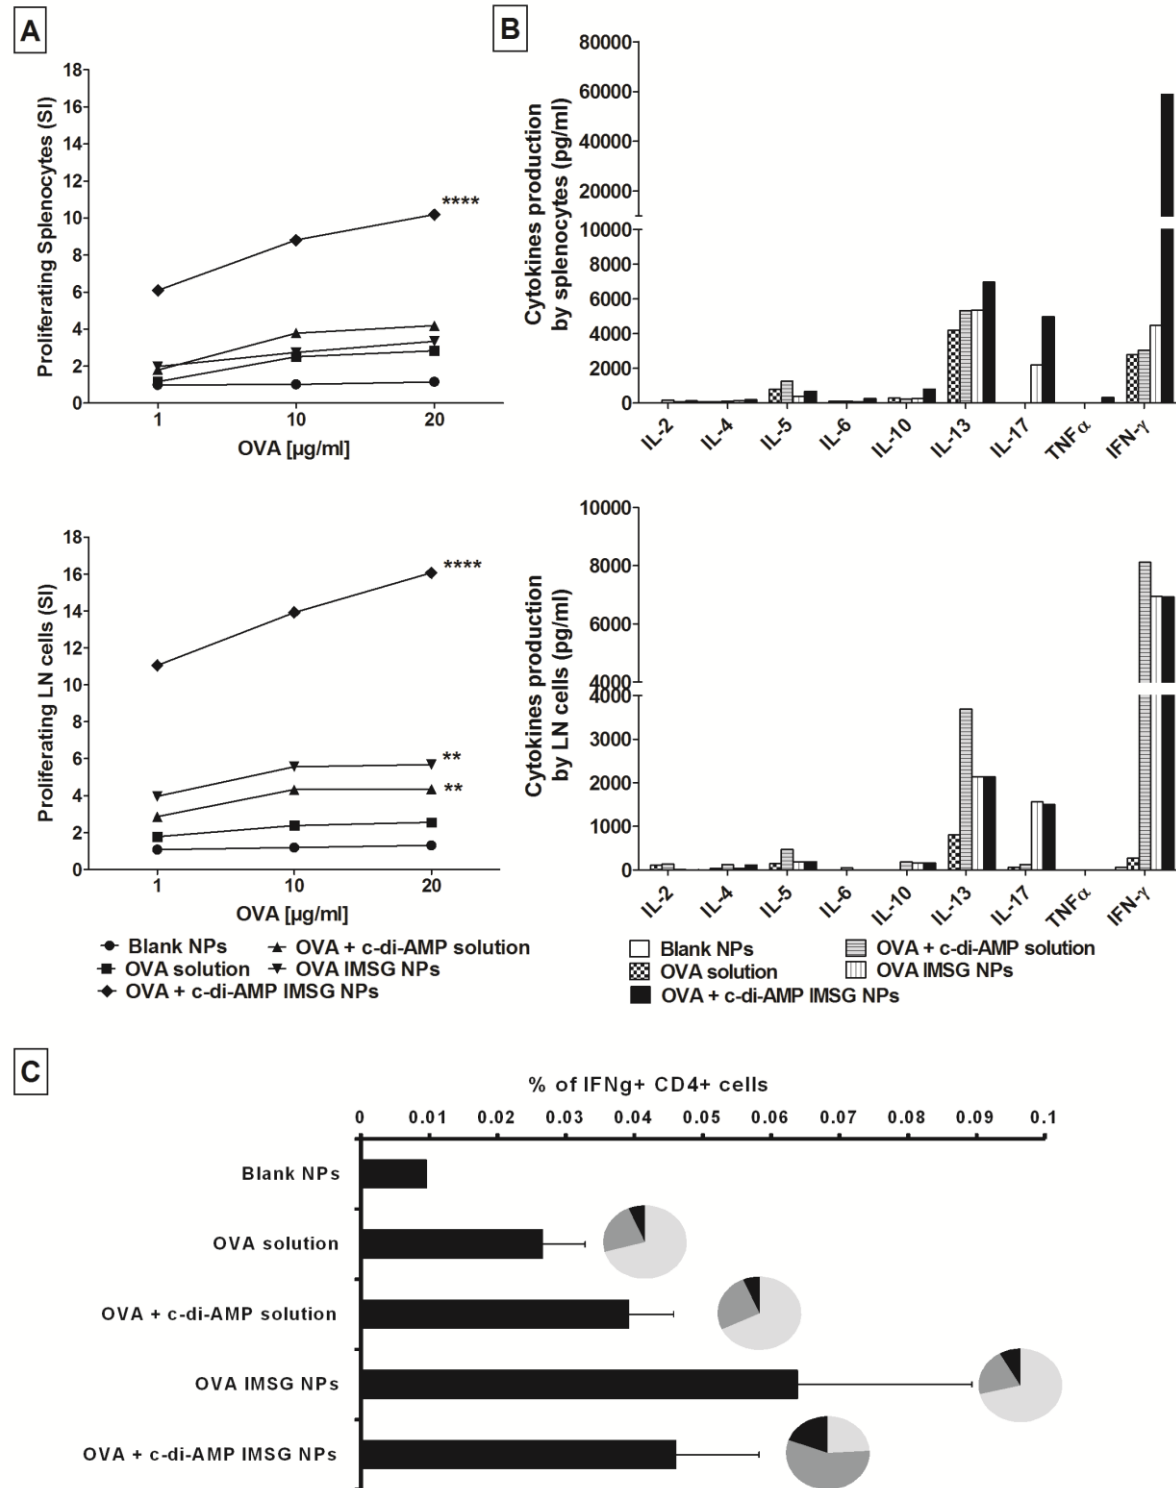 A
18
16
14
12
10
8
6
4
2
0
Proliferating Splenocytes (SI)
****
1 10 20
OVA [µg/ml]
B
80000
60000
40000
20000
10000
8000
6000
4000
2000
0
Cytokines production
by splenocytes (pg/ml)
IL-2 IL-4 IL-5 IL-6 IL-10 IL-13 IL-17 TNFα IFN-γ
18
16
14
12
10
8
6
4
2
0
Proliferating LN cells (SI)
****
**
**
1 10 20
OVA [µg/ml]
Blank NPs
OVA + c-di-AMP solution
OVA solution
OVA IMSG NPs
OVA + c-di-AMP IMSG NPs
10000
8000
6000
4000
4000
3000
2000
1000
0
Cytokines production
by LN cells (pg/ml)
IL-2 IL-4 IL-5 IL-6 IL-10 IL-13 IL-17 TNFα IFN-γ
Blank NPs
OVA + c-di-AMP solution
OVA solution
OVA IMSG NPs
OVA + c-di-AMP IMSG NPs
C
% of IFNg+ CD4+ cells
0 0.01 0.02 0.03 0.04 0.05 0.06 0.07 0.08 0.09 0.1
Blank NPs
OVA solution
OVA + c-di-AMP solution
OVA IMSG NPs
OVA + c-di-AMP IMSG NPs